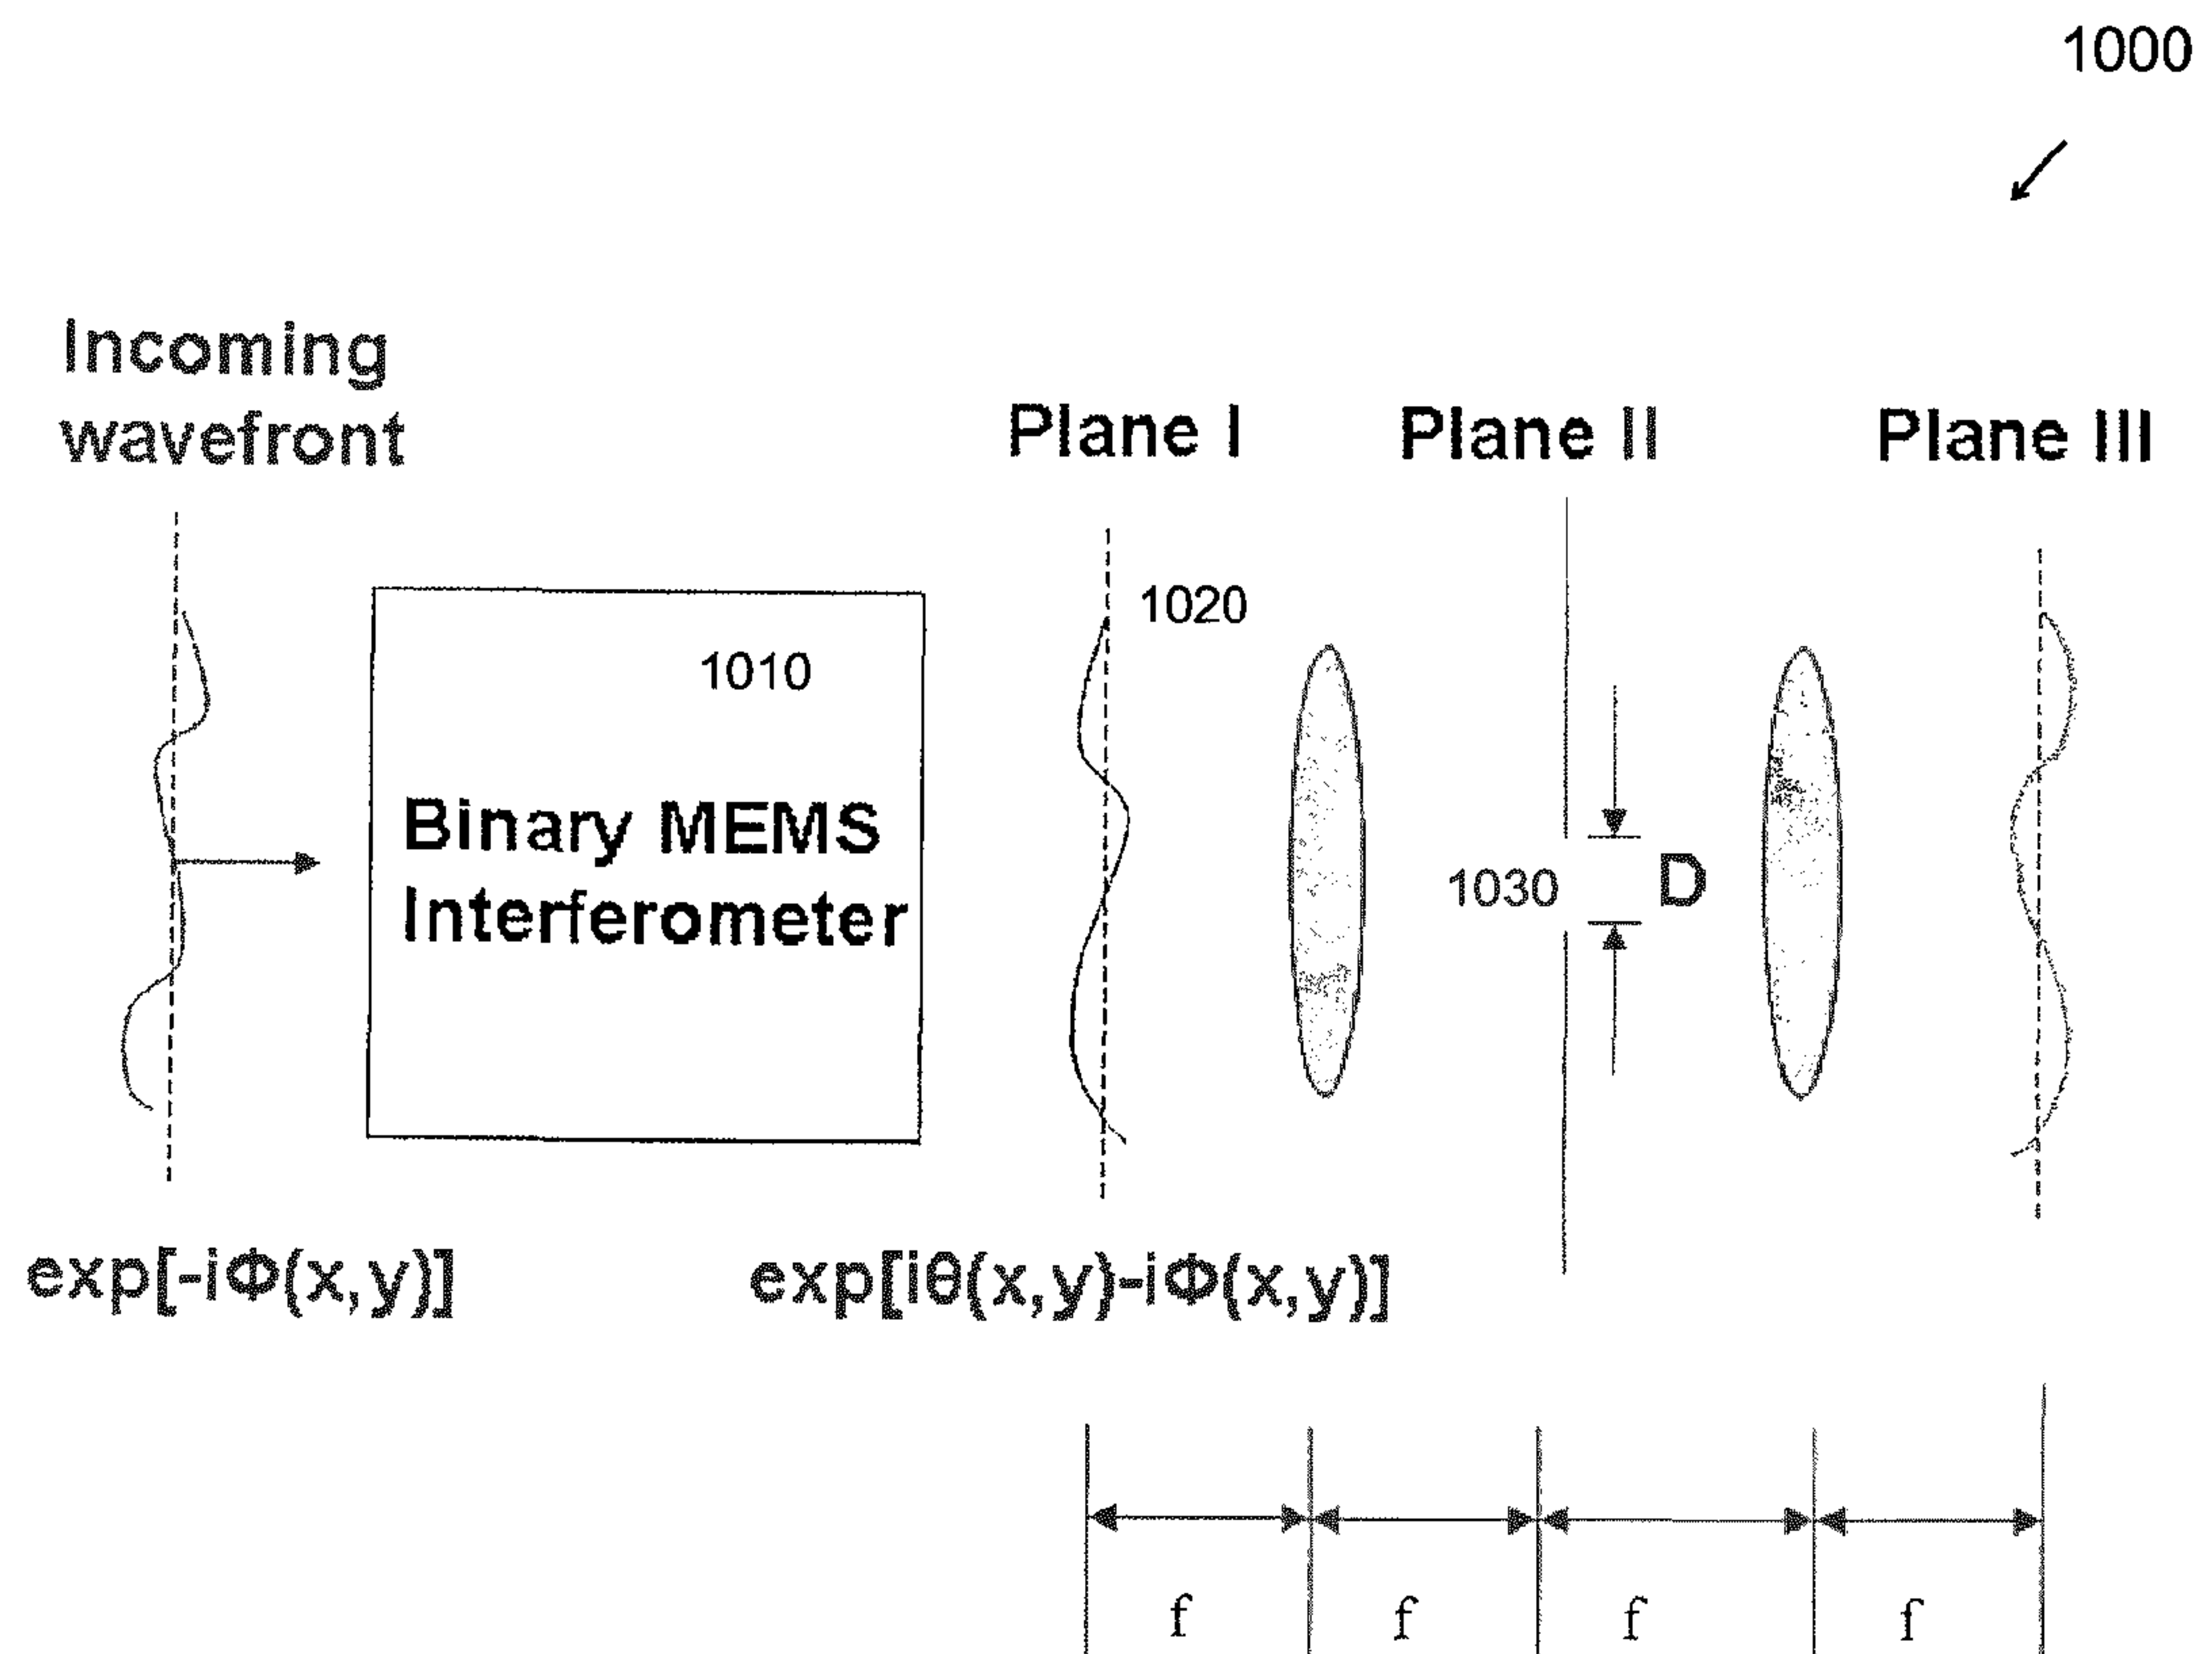 1000
Incoming
wavefront
Plane I
Plane II
Plane III
1020
1010
Binary MEMS
Interferometer
1030
D
exp[-iΦ(x,y)]
exp[iθ(x,y)-iΦ(x,y)]
f
f
f
f